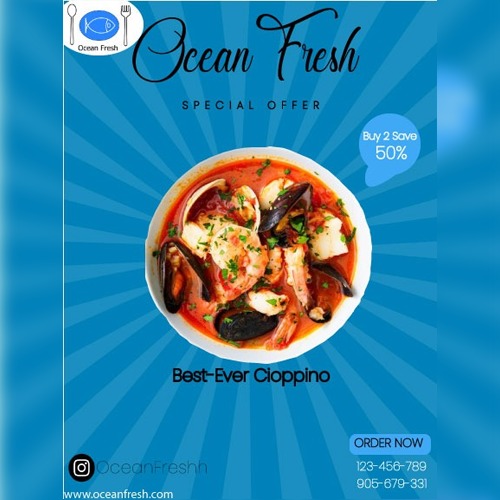 Ocean Fresh
Ocean Fresh
SPECIAL OFFER
Buy 2 Save
50%
Best-Ever Cioppino
ORDER NOW
OceanFreshh
123-456-789
905-679-331
www.oceanfresh.com